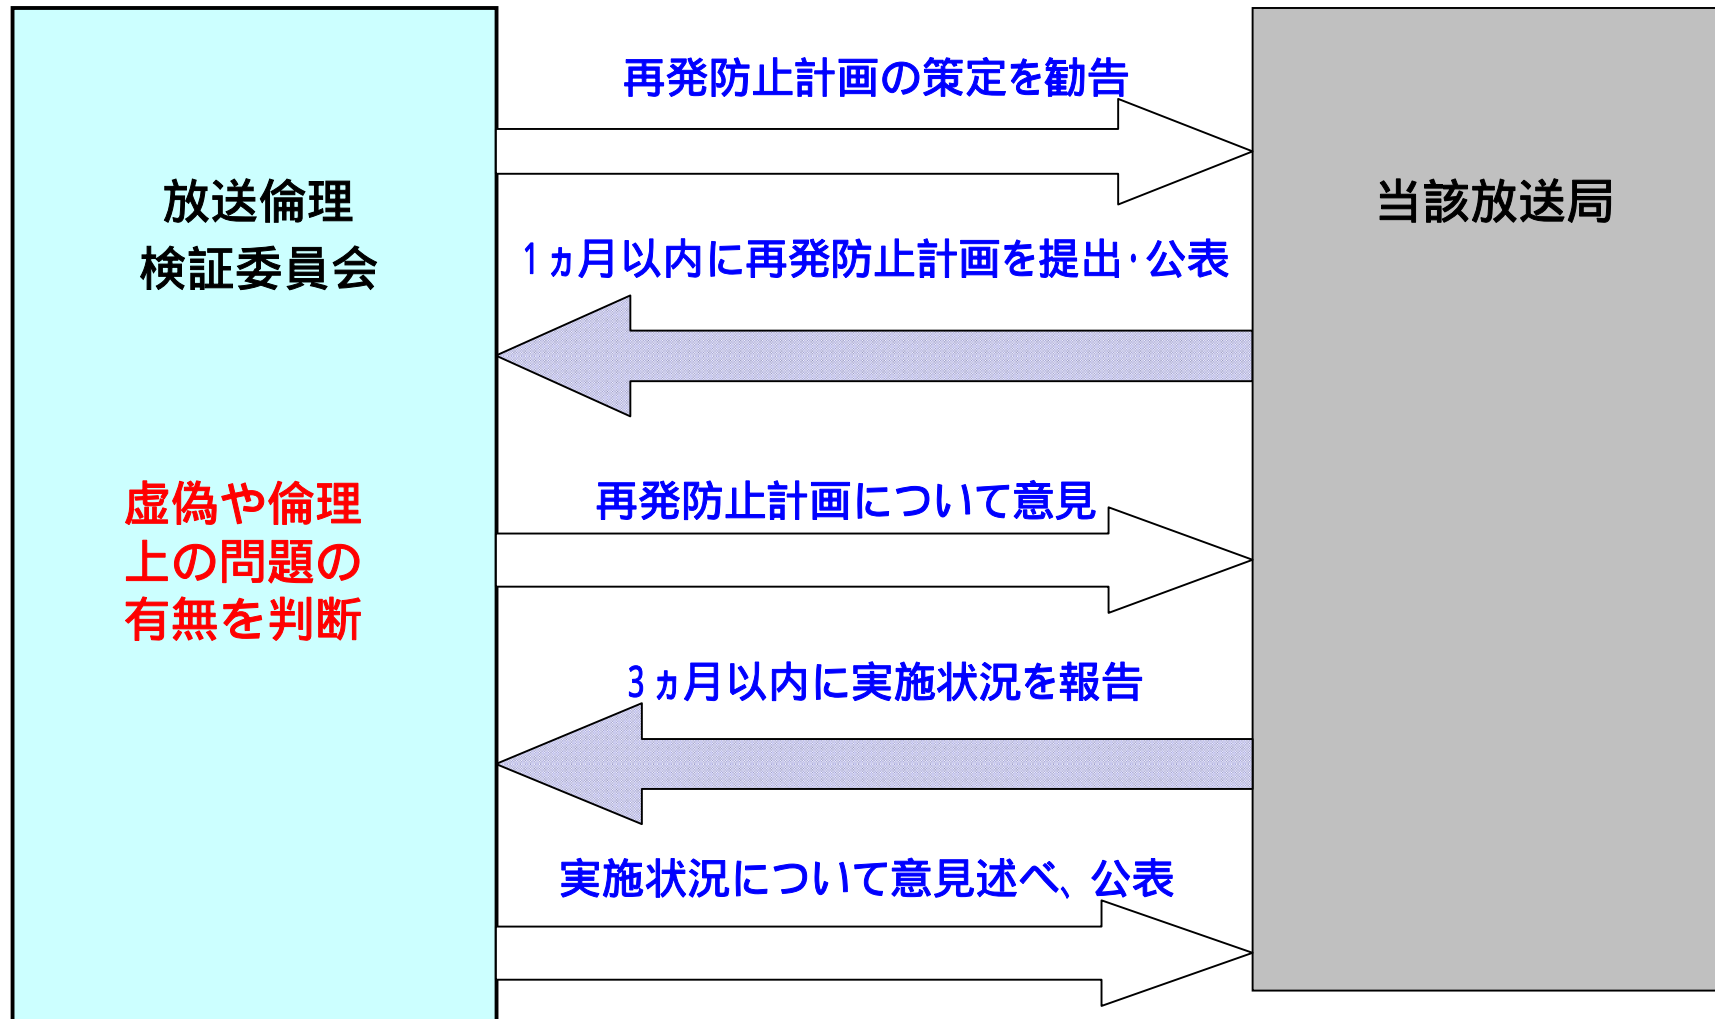 放送倫理
検証委員会
虚偽や倫理
上の問題の
有無を判断
再発防止計画の策定を勧告
1ヵ月以内に再発防止計画を提出・公表
再発防止計画について意見
3ヵ月以内に実施状況を報告
実施状況について意見述べ、公表
当該放送局